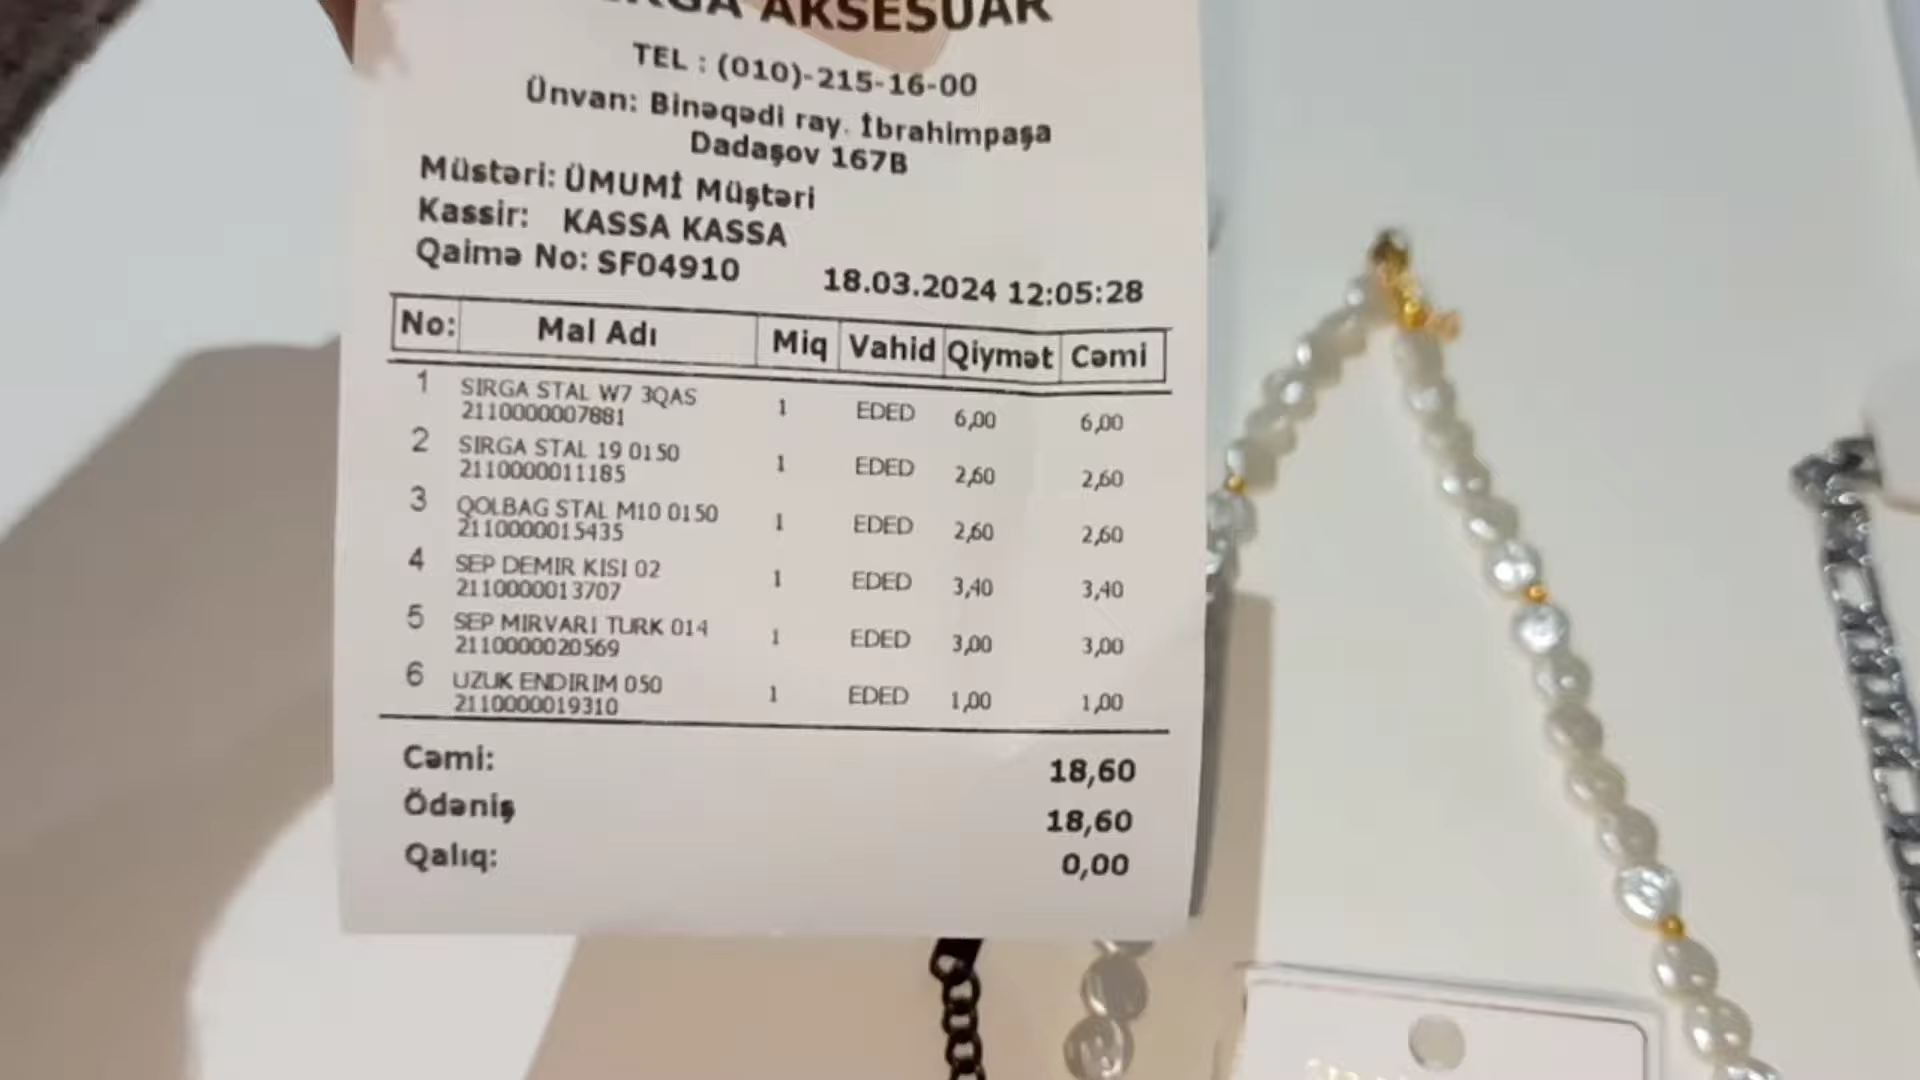 AKSESUAR
TEL : (010)-215-16-00
Ünvan: Binəqədi ray. İbrahimpaşa
Dadaşov 167B
Müstəri: ÜMUMİ Müştəri
Kassir: KASSA KASSA
Qaimə No: SF04910 18.03.2024 12:05:28
No: Mal Adı Miq Vahid Qiymət Cəmi
1 SIRGA STAL W7 3QAS 1 EDED 6,00 6,00
2110000007881
2 SIRGA STAL 19 0150 1 EDED 2,60 2,60
2110000011185
3 QOLBAG STAL M10 0150 1 EDED 2,60 2,60
2110000015435
4 SEP DEMIR KISI 02 1 EDED 3,40 3,40
2110000013707
5 SEP MIRVARI TURK 014 1 EDED 3,00 3,00
2110000020569
6 UZUK ENDIRIM 050 1 EDED 1,00 1,00
2110000019310
Cəmi: 18,60
Ödəniş 18,60
Qalıq: 0,00